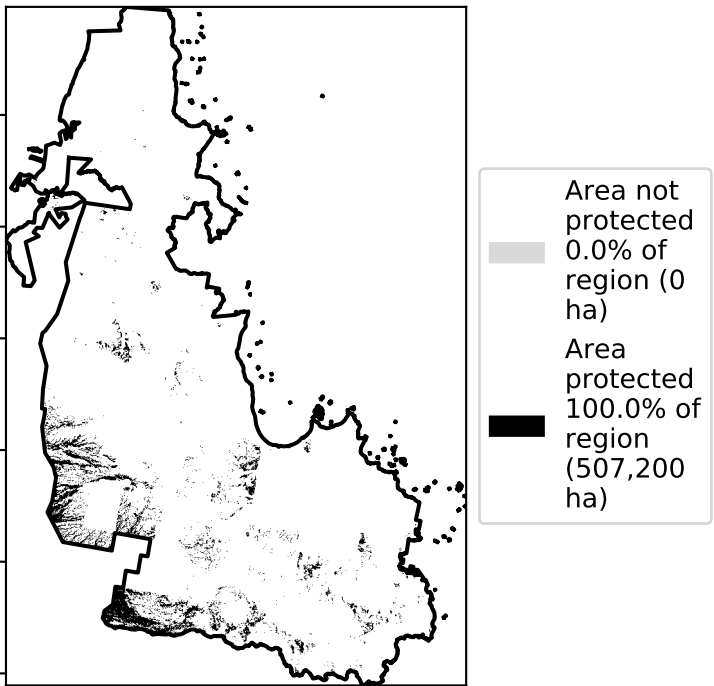 Area not
protected
0.0% of
region (0
ha)
Area
protected
100.0% of
region
(507,200
ha)